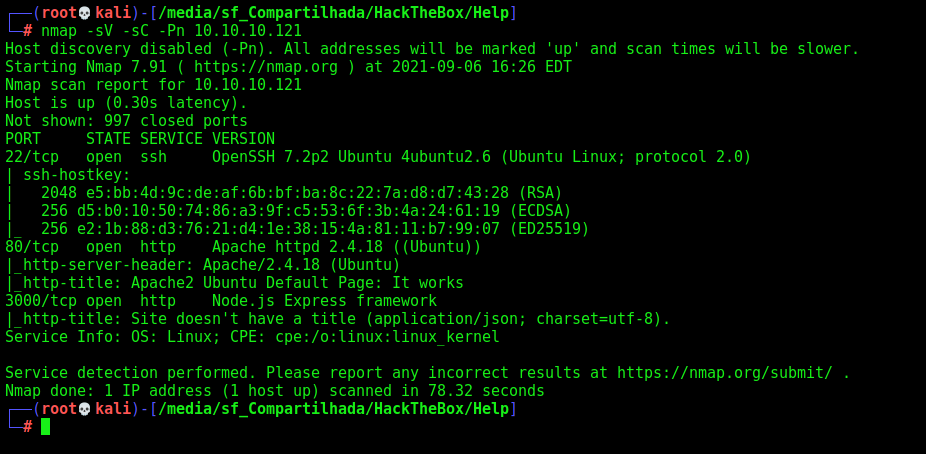 ┌──(root💀kali)-[/media/sf_Compartilhada/HackTheBox/Help]
└─# nmap -sV -sC -Pn 10.10.10.121
Host discovery disabled (-Pn). All addresses will be marked 'up' and scan times will be slower.
Starting Nmap 7.91 ( https://nmap.org ) at 2021-09-06 16:26 EDT
Nmap scan report for 10.10.10.121
Host is up (0.30s latency).
Not shown: 997 closed ports
PORT     STATE SERVICE VERSION
22/tcp   open  ssh     OpenSSH 7.2p2 Ubuntu 4ubuntu2.6 (Ubuntu Linux; protocol 2.0)
| ssh-hostkey:
|   2048 e5:bb:4d:9c:de:af:6b:bf:ba:8c:22:7a:d8:d7:43:28 (RSA)
|   256 d5:b0:10:50:74:86:a3:9f:c5:53:6f:3b:4a:24:61:19 (ECDSA)
|_  256 e2:1b:88:d3:76:21:d4:1e:38:15:4a:81:11:b7:99:07 (ED25519)
80/tcp   open  http    Apache httpd 2.4.18 ((Ubuntu))
|_http-server-header: Apache/2.4.18 (Ubuntu)
|_http-title: Apache2 Ubuntu Default Page: It works
3000/tcp open  http    Node.js Express framework
|_http-title: Site doesn't have a title (application/json; charset=utf-8).
Service Info: OS: Linux; CPE: cpe:/o:linux:linux_kernel

Service detection performed. Please report any incorrect results at https://nmap.org/submit/ .
Nmap done: 1 IP address (1 host up) scanned in 78.32 seconds
┌──(root💀kali)-[/media/sf_Compartilhada/HackTheBox/Help]
└─#